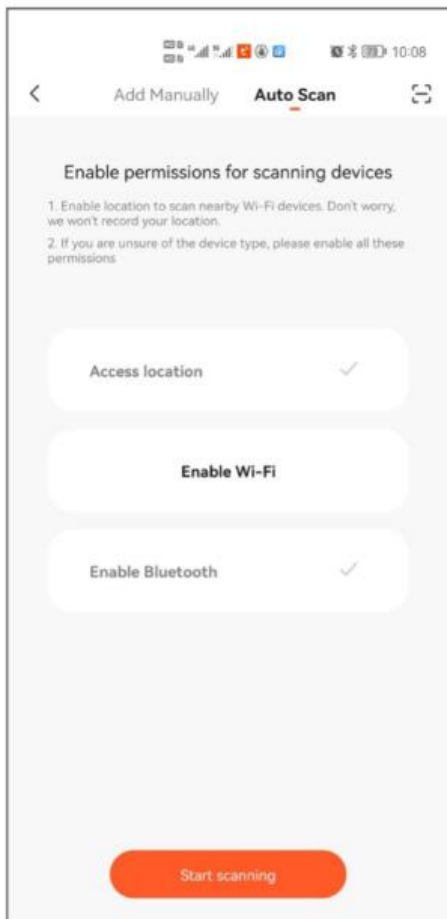 10:08
Add Manually Auto Scan
Enable permissions for scanning devices
1. Enable location to scan nearby Wi-Fi devices. Don't worry,
we won't record your location.
2. If you are unsure of the device type, please enable all these
permissions
Access location
Enable Wi-Fi
Enable Bluetooth
Start scanning